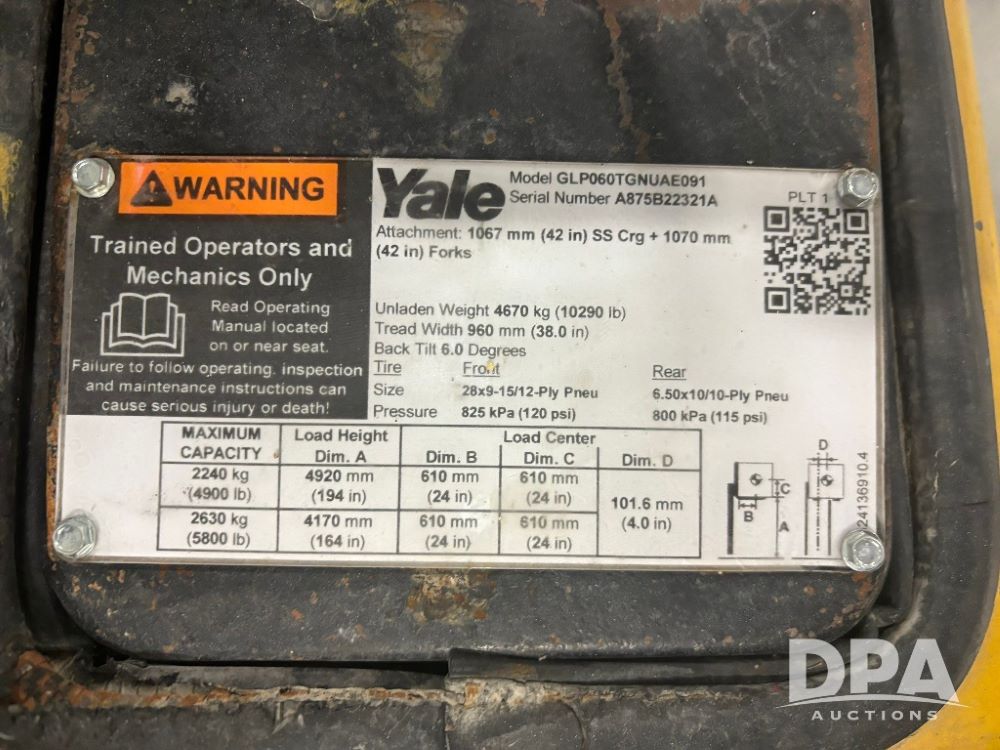 WARNING
Trained Operators and
Mechanics Only
Read Operating
Manual located
on or near seat.
Failure to follow operating. inspection
and maintenance instructions can
cause serious injury or death!
Yale
Model GLP060TGNUAE091
Serial Number A875B22321A
PLT 1
Attachment: 1067 mm (42 in) SS Crg + 1070 mm
(42 in) Forks
Unladen Weight 4670 kg (10290 lb)
Tread Width 960 mm (38.0 in)
Back Tilt 6.0 Degrees
Tire Front Rear
Size 28x9-15/12-Ply Pneu 6.50x10/10-Ply Pneu
Pressure 825 kPa (120 psi) 800 kPa (115 psi)
MAXIMUM Load Height Load Center
CAPACITY Dim. A Dim. B Dim. C Dim. D
2240 kg 4920 mm 610 mm 610 mm
(4900 lb) (194 in) (24 in) (24 in) 101.6 mm
2630 kg 4170 mm 610 mm 610 mm (4.0 in)
(5800 lb) (164 in) (24 in) (24 in)
B
C
A
D
24136910.4
DPA
AUCTIONS